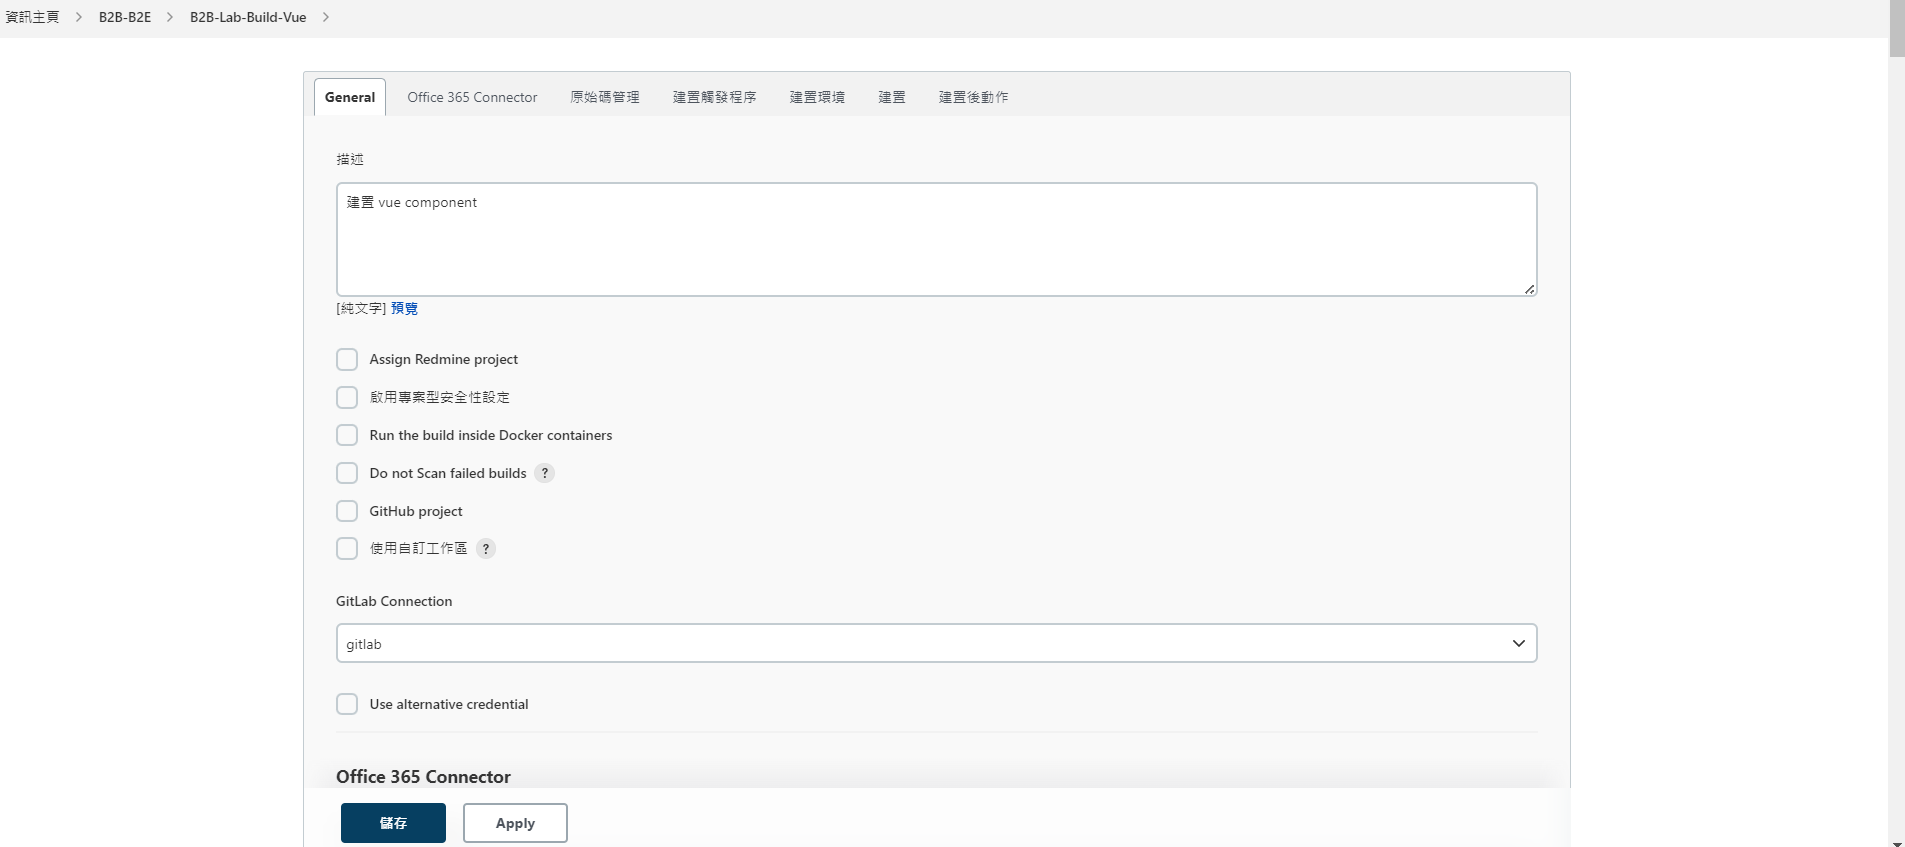 資訊主頁 > B2B-B2E > B2B-Lab-Build-Vue >
General Office 365 Connector 原始碼管理 建置觸發程序 建置環境 建置 建置後動作
描述
建置 vue component
[純文字] 預覽
Assign Redmine project
啟用專案型安全性設定
Run the build inside Docker containers
Do not Scan failed builds ?
GitHub project
使用自訂工作區 ?
GitLab Connection
gitlab
Use alternative credential
Office 365 Connector
儲存 Apply